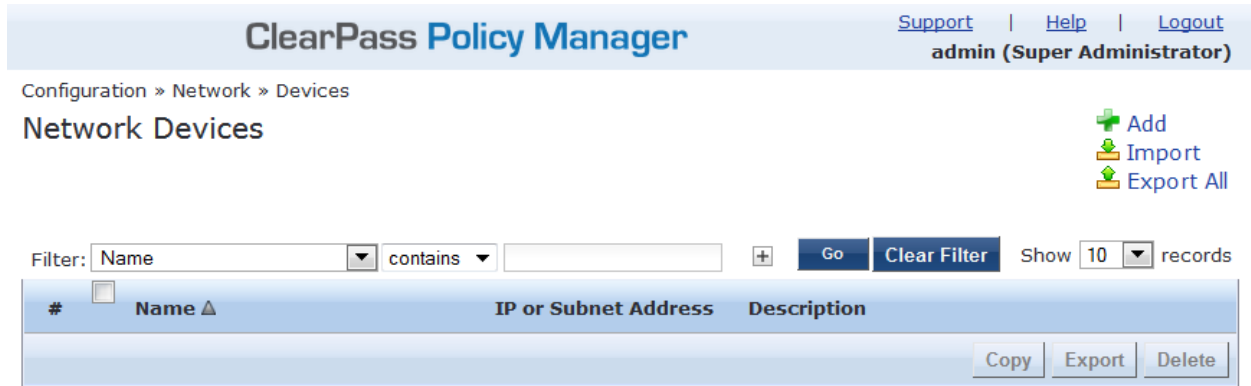 ClearPass Policy Manager
Support | Help | Logout
admin (Super Administrator)
Configuration » Network » Devices
Network Devices
Add
Import
Export All
Filter: Name contains + Go Clear Filter Show 10 records
# Name IP or Subnet Address Description
Copy Export Delete